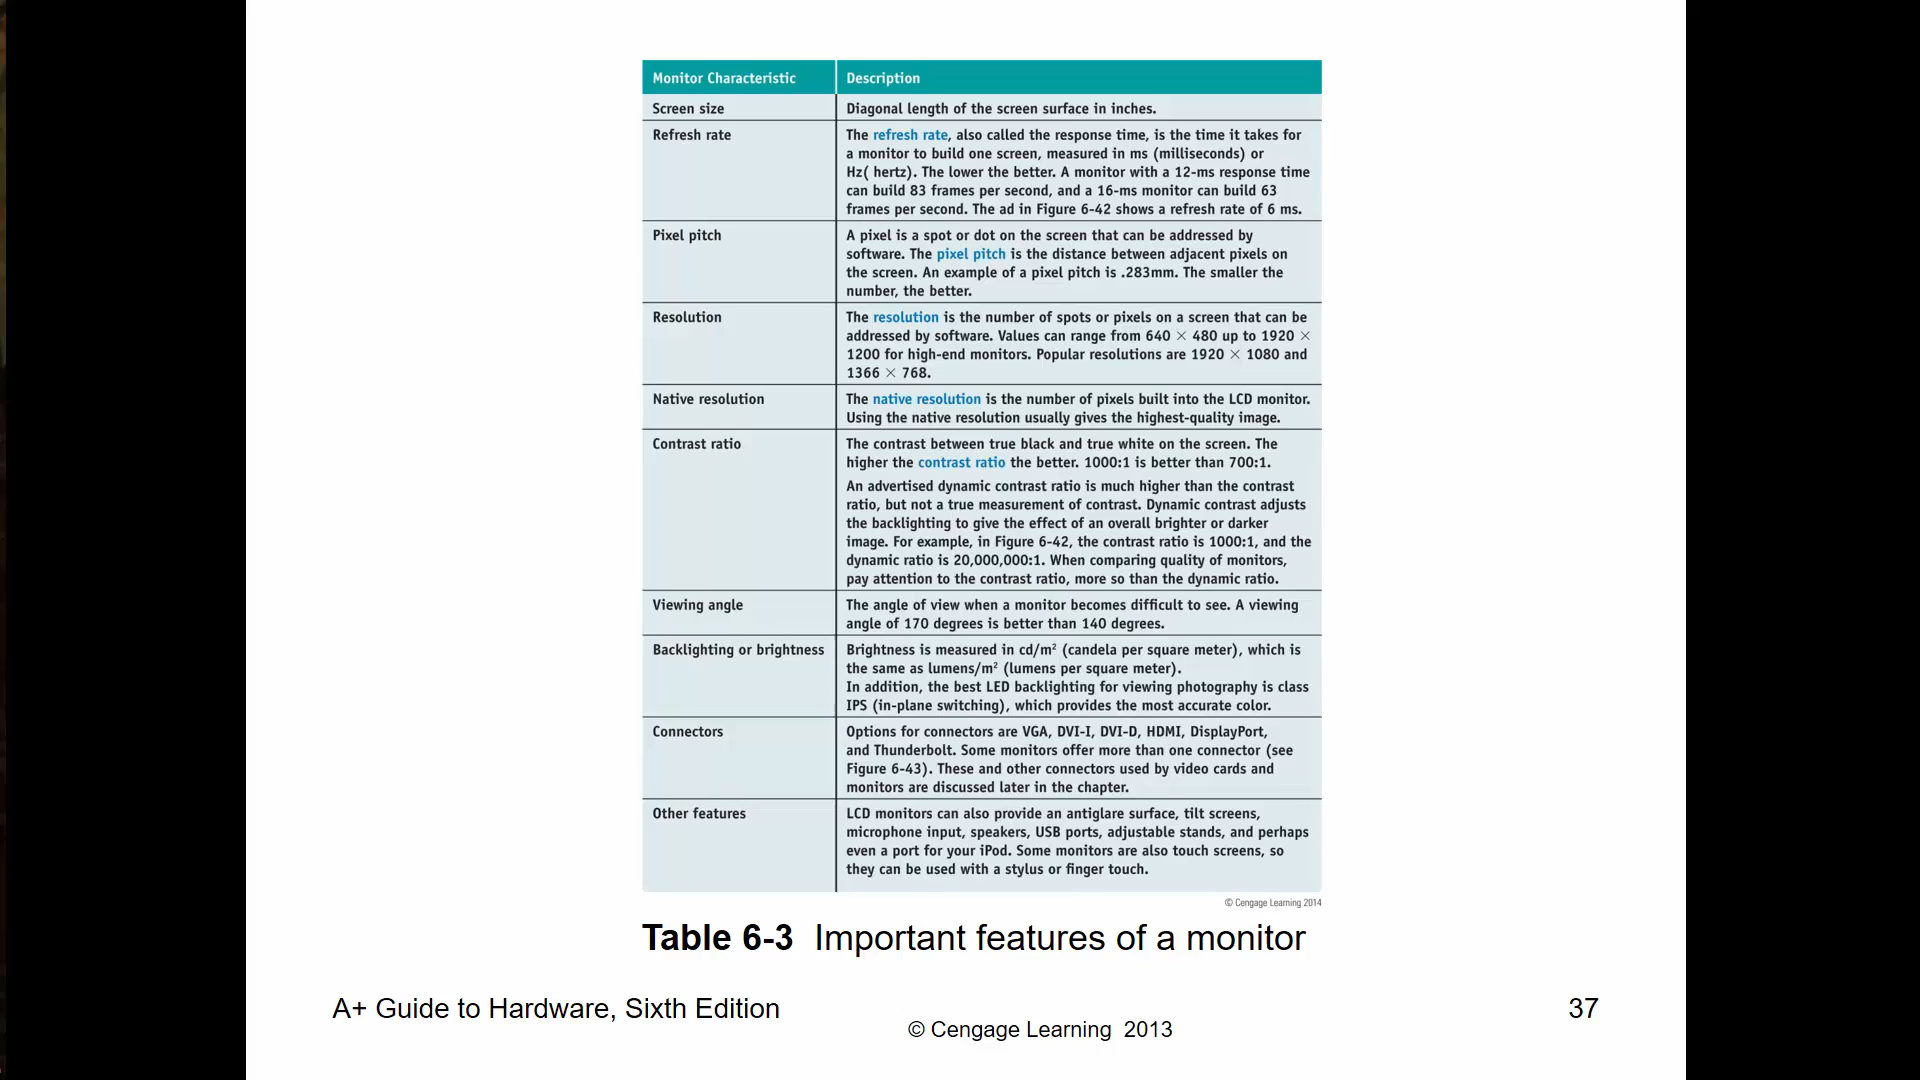 Monitor Characteristic
Description
Screen size
Diagonal length of the screen surface in inches.
Refresh rate
The refresh rate, also called the response time, is the time it takes for
a monitor to build one screen, measured in ms (milliseconds) or
Hz( hertz). The lower the better. A monitor with a 12-ms response time
can build 83 frames per second, and a 16-ms monitor can build 63
frames per second. The ad in Figure 6-42 shows a refresh rate of 6 ms.
Pixel pitch
A pixel is a spot or dot on the screen that can be addressed by
software. The pixel pitch is the distance between adjacent pixels on
the screen. An example of a pixel pitch is .283mm. The smaller the
number, the better.
Resolution
The resolution is the number of spots or pixels on a screen that can be
addressed by software. Values can range from 640 × 480 up to 1920 ×
1200 for high-end monitors. Popular resolutions are 1920 × 1080 and
1366 × 768.
Native resolution
The native resolution is the number of pixels built into the LCD monitor.
Using the native resolution usually gives the highest-quality image.
Contrast ratio
The contrast between true black and true white on the screen. The
higher the contrast ratio the better. 1000:1 is better than 700:1.
An advertised dynamic contrast ratio is much higher than the contrast
ratio, but not a true measurement of contrast. Dynamic contrast adjusts
the backlighting to give the effect of an overall brighter or darker
image. For example, in Figure 6-42, the contrast ratio is 1000:1, and the
dynamic ratio is 20,000,000:1. When comparing quality of monitors,
pay attention to the contrast ratio, more so than the dynamic ratio.
Viewing angle
The angle of view when a monitor becomes difficult to see. A viewing
angle of 170 degrees is better than 140 degrees.
Backlighting or brightness
Brightness is measured in cd/m² (candela per square meter), which is
the same as lumens/m² (lumens per square meter).
In addition, the best LED backlighting for viewing photography is class
IPS (in-plane switching), which provides the most accurate color.
Connectors
Options for connectors are VGA, DVI-I, DVI-D, HDMI, DisplayPort,
and Thunderbolt. Some monitors offer more than one connector (see
Figure 6-43). These and other connectors used by video cards and
monitors are discussed later in the chapter.
Other features
LCD monitors can also provide an antiglare surface, tilt screens,
microphone input, speakers, USB ports, adjustable stands, and perhaps
even a port for your iPod. Some monitors are also touch screens, so
they can be used with a stylus or finger touch.
© Cengage Learning 2014
Table 6-3 Important features of a monitor
A+ Guide to Hardware, Sixth Edition
37
© Cengage Learning 2013